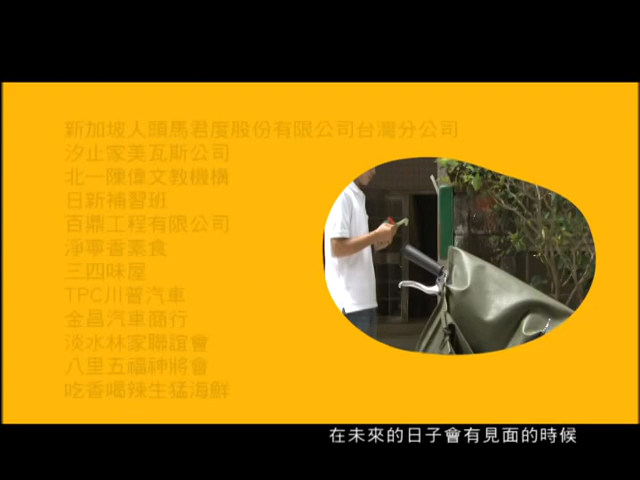 新加坡人頭馬君度股份有限公司台灣分公司
汐止家美瓦斯公司
北一陳偉文教機構
日新補習班
百鼎工程有限公司
淨寧香素食
三四味屋
TPC川普汽車
金昌汽車商行
淡水林家聯誼會
八里五福神將會
吃香喝辣生猛海鮮
在未來的日子會有見面的時候